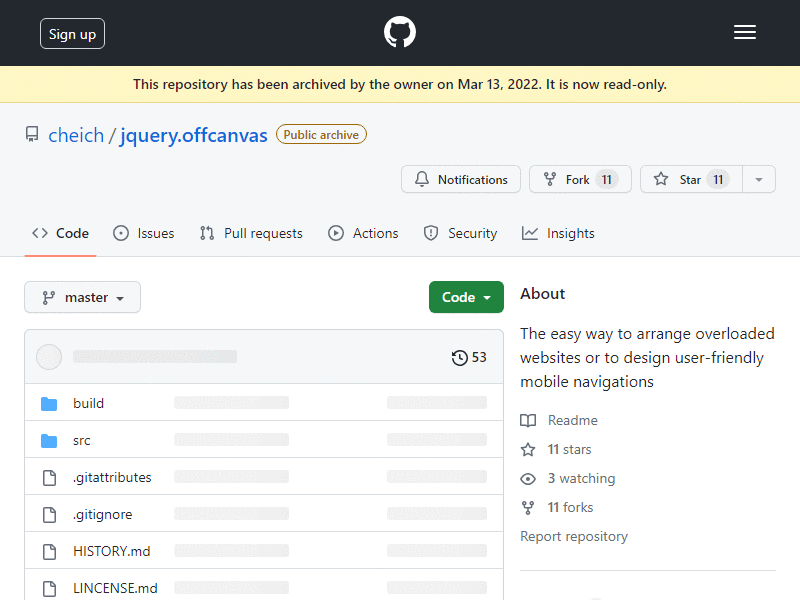 Sign up
This repository has been archived by the owner on Mar 13, 2022. It is now read-only.
cheich / jquery.offcanvas Public archive
Notifications Fork 11 Star 11
Code Issues Pull requests Actions Security Insights
master Code
53
build
src
.gitattributes
.gitignore
HISTORY.md
LINCENSE.md
About
The easy way to arrange overloaded
websites or to design user-friendly
mobile navigations
Readme
11 stars
3 watching
11 forks
Report repository